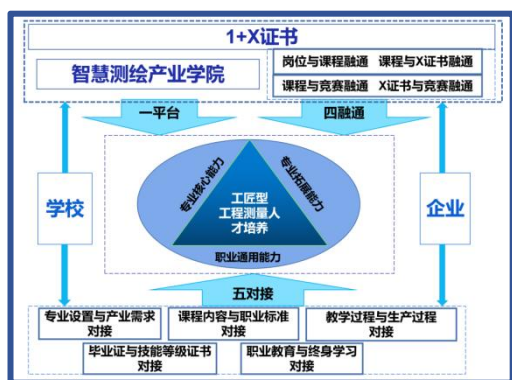 1+X证书
智慧测绘产业学院
岗位与课程融通 课程与X证书融通
课程与竞赛融通 X证书与竞赛融通
一平台
四融通
学校
企业
专业核心能力
专业拓展能力
工匠型
工程测量人
才培养
职业通用能力
五对接
专业设置与产业需求
对接
课程内容与职业标准
对接
教学过程与生产过程
对接
毕业证与技能等级证书
对接
职业教育与终身学习
对接